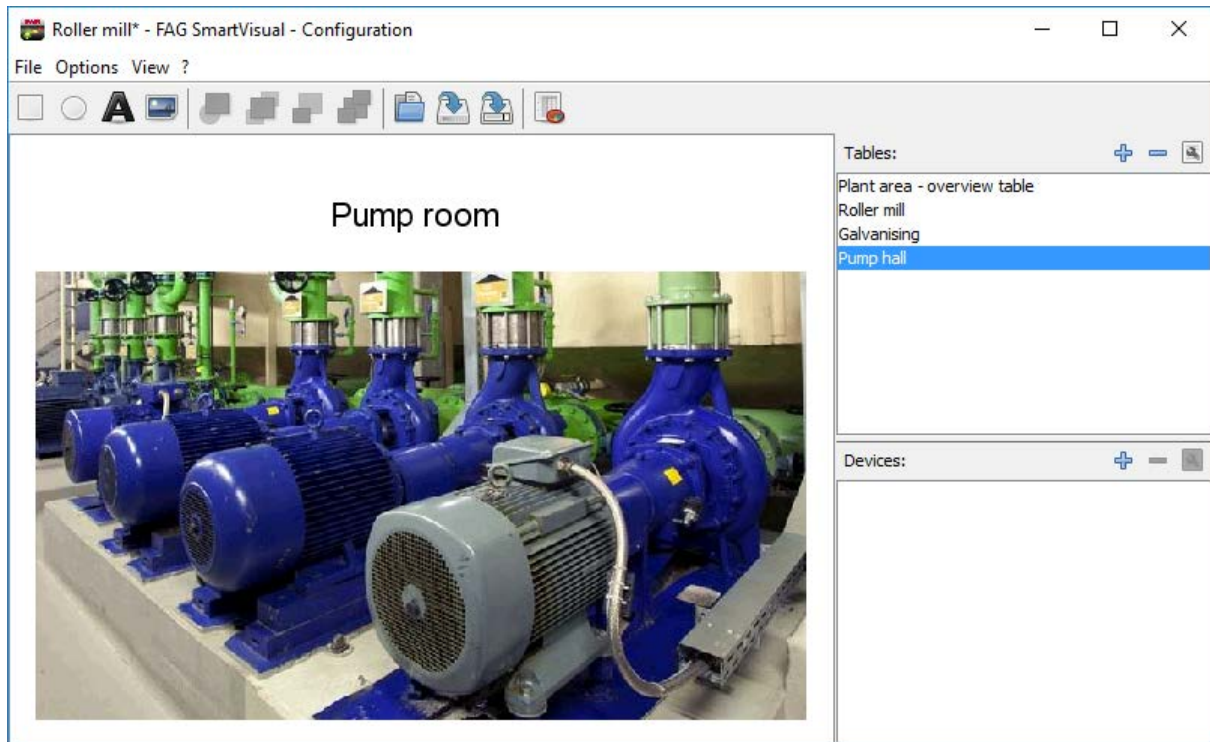 Roller mill* - FAG SmartVisual - Configuration
File Options View ?
Tables:
Plant area - overview table
Roller mill
Galvanising
Pump hall
Pump room
Devices: